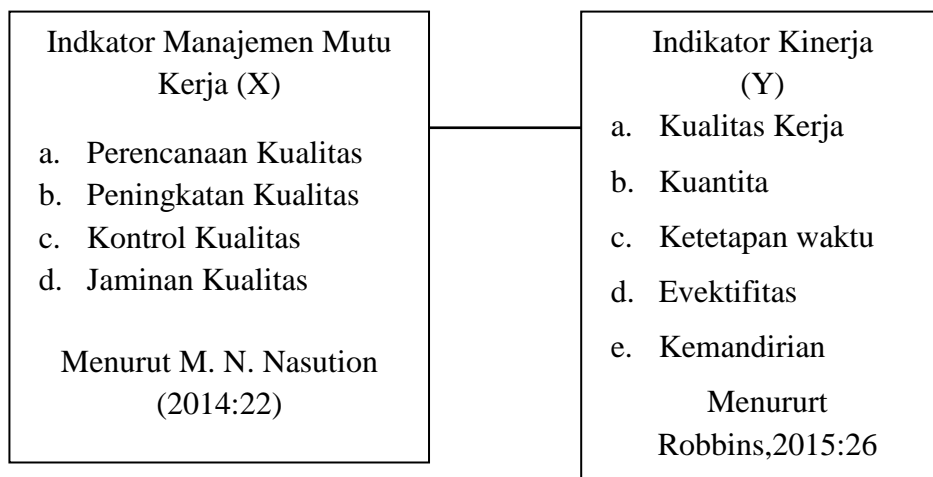 Indkator Manajemen Mutu
Kerja (X)
a. Perencanaan Kualitas
b. Peningkatan Kualitas
c. Kontrol Kualitas
d. Jaminan Kualitas
Menurut M. N. Nasution
(2014:22)
Indikator Kinerja
(Y)
a. Kualitas Kerja
b. Kuantita
c. Ketetapan waktu
d. Evektifitas
e. Kemandirian
Menururt
Robbins,2015:26